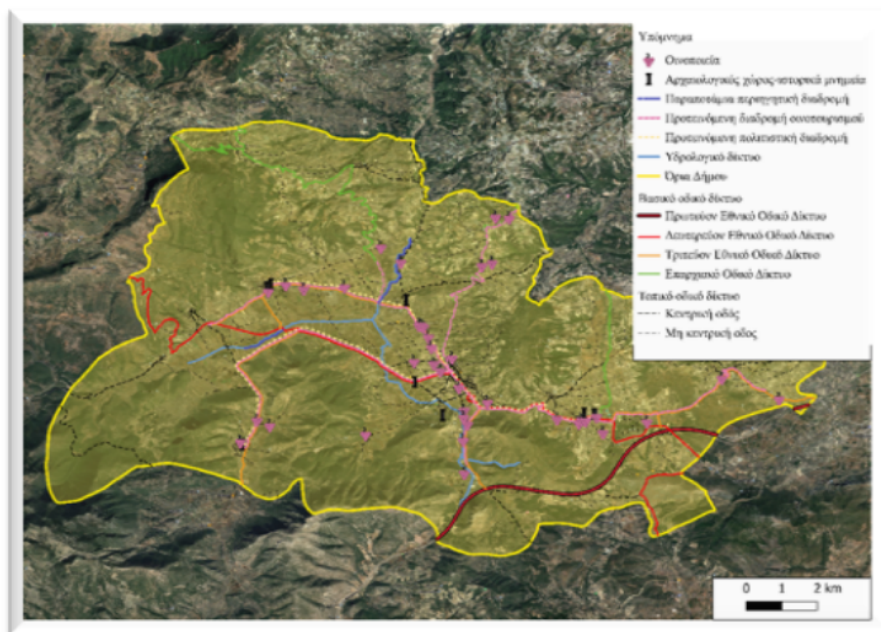 Υπόμνημα
Οινοποιεία
Αρχαιολογικός χώρος-ιστορικά μνημεία
Παραποτάμια περιηγητική διαδρομή
Προτεινόμενη διαδρομή οινοτουρισμού
Προτεινόμενη πολιτιστική διαδρομή
Υδρολογικό δίκτυο
Όρια Δήμου
Βασικό οδικό δίκτυο
Πρωτεύον Εθνικό Οδικό Δίκτυο
Δευτερεύον Εθνικό Οδικό Δίκτυο
Τριτεύον Εθνικό Οδικό Δίκτυο
Επαρχιακό Οδικό Δίκτυο
Τοπικό οδικό δίκτυο
Κεντρική οδός
Μη κεντρική οδος
0 1 2 km